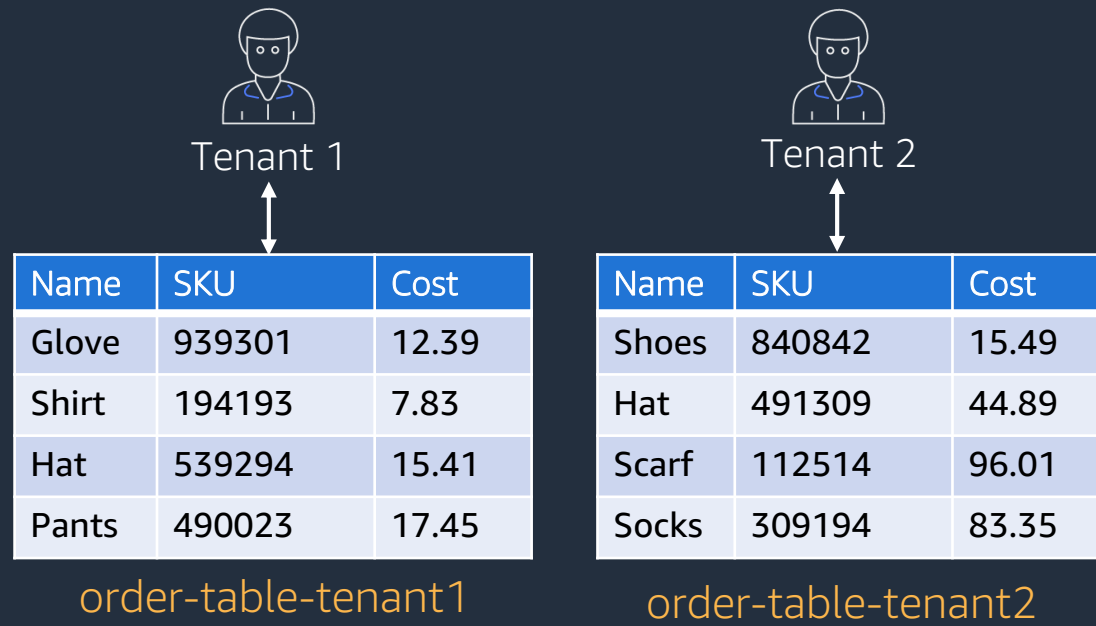 Tenant 1
Name SKU Cost
Glove 939301 12.39
Shirt 194193 7.83
Hat 539294 15.41
Pants 490023 17.45
order-table-tenant1
Tenant 2
Name SKU Cost
Shoes 840842 15.49
Hat 491309 44.89
Scarf 112514 96.01
Socks 309194 83.35
order-table-tenant2